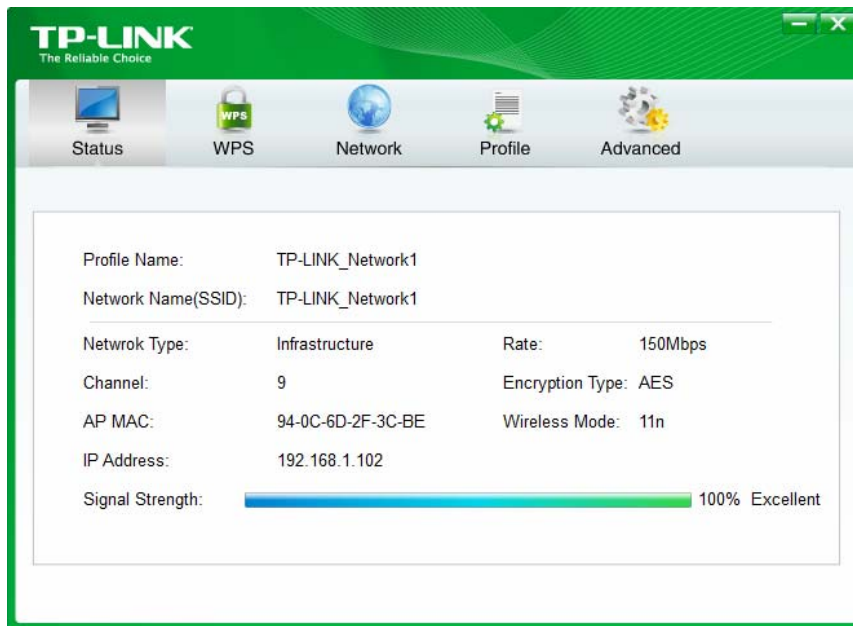 TP-LINK
The Reliable Choice
WPS
Status WPS Network Profile Advanced
Profile Name: TP-LINK_Network1
Network Name(SSID): TP-LINK_Network1
Netwrok Type: Infrastructure Rate: 150Mbps
Channel: 9 Encryption Type: AES
AP MAC: 94-0C-6D-2F-3C-BE Wireless Mode: 11n
IP Address: 192.168.1.102
Signal Strength: 100% Excellent